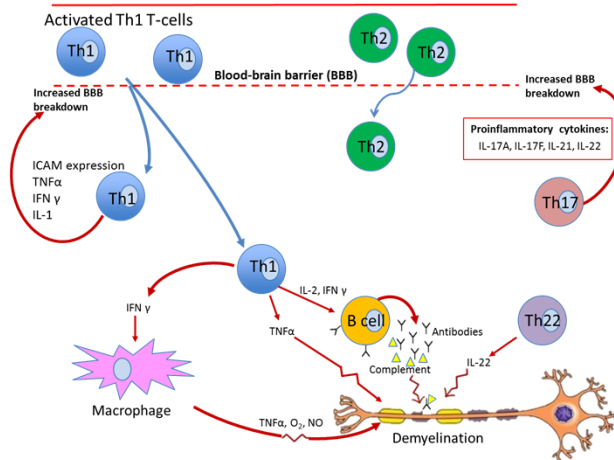 Activated Th1 T-cells
Th1
Th1
Th2
Th2
Blood-brain barrier (BBB)
Increased BBB
breakdown
Increased BBB
breakdown
Proinflammatory cytokines:
IL-17A, IL-17F, IL-21, IL-22
Th2
ICAM expression
TNFα
IFN γ
IL-1
Th1
Th17
Th1
IL-2, IFN γ
IFN γ
TNFα
B cell
Antibodies
Th22
Complement
IL-22
Macrophage
TNFα, O2, NO
Demyelination